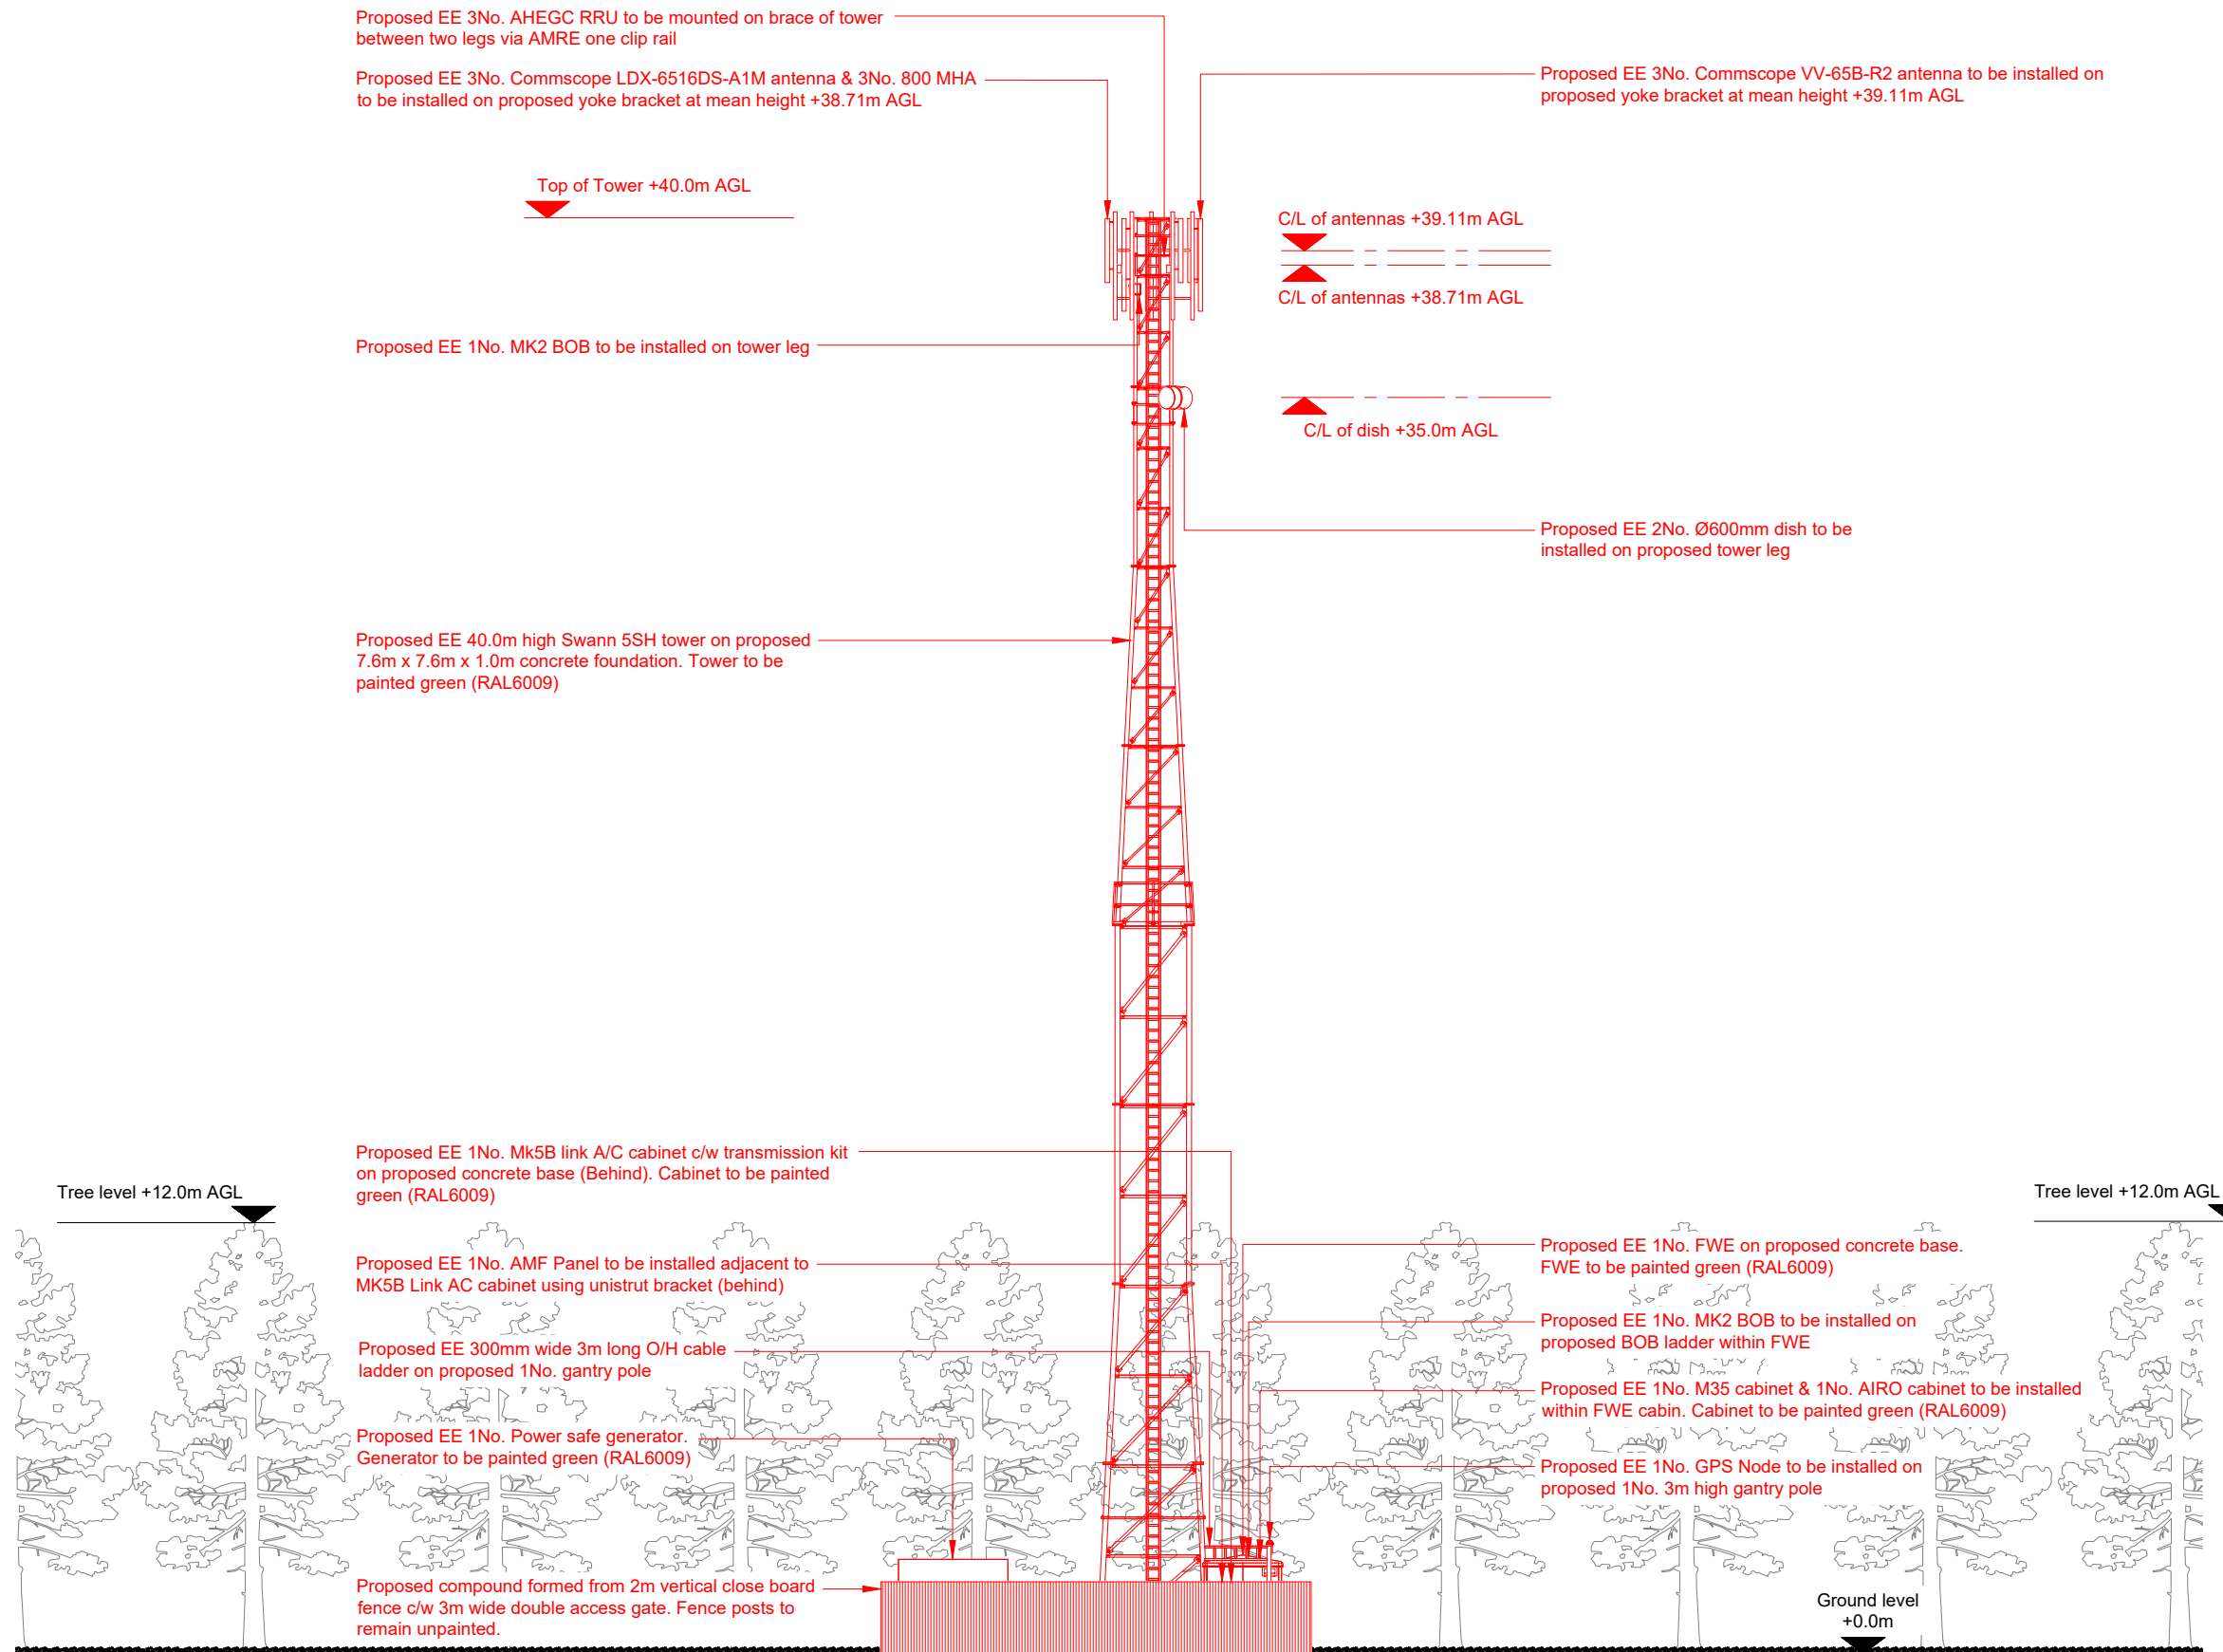 Proposed EE 3No. AHEGC RRU to be mounted on brace of tower
between two legs via AMRE one clip rail
Proposed EE 3No. Commscope LDX-6516DS-A1M antenna & 3No. 800 MHA
to be installed on proposed yoke bracket at mean height +38.71m AGL
Proposed EE 3No. Commscope VV-65B-R2 antenna to be installed on
proposed yoke bracket at mean height +39.11m AGL
Top of Tower +40.0m AGL
C/L of antennas +39.11m AGL
C/L of antennas +38.71m AGL
Proposed EE 1No. MK2 BOB to be installed on tower leg
C/L of dish +35.0m AGL
Proposed EE 2No. Ø600mm dish to be
installed on proposed tower leg
Proposed EE 40.0m high Swann 5SH tower on proposed
7.6m x 7.6m x 1.0m concrete foundation. Tower to be
painted green (RAL6009)
Proposed EE 1No. Mk5B link A/C cabinet c/w transmission kit
on proposed concrete base (Behind). Cabinet to be painted
green (RAL6009)
Tree level +12.0m AGL
Tree level +12.0m AGL
Proposed EE 1No. AMF Panel to be installed adjacent to
MK5B Link AC cabinet using unistrut bracket (behind)
Proposed EE 1No. FWE on proposed concrete base.
FWE to be painted green (RAL6009)
Proposed EE 300mm wide 3m long O/H cable
ladder on proposed 1No. gantry pole
Proposed EE 1No. MK2 BOB to be installed on
proposed BOB ladder within FWE
Proposed EE 1No. M35 cabinet & 1No. AIRO cabinet to be installed
within FWE cabin. Cabinet to be painted green (RAL6009)
Proposed EE 1No. Power safe generator.
Generator to be painted green (RAL6009)
Proposed EE 1No. GPS Node to be installed on
proposed 1No. 3m high gantry pole
Proposed compound formed from 2m vertical close board
fence c/w 3m wide double access gate. Fence posts to
remain unpainted.
Ground level
+0.0m